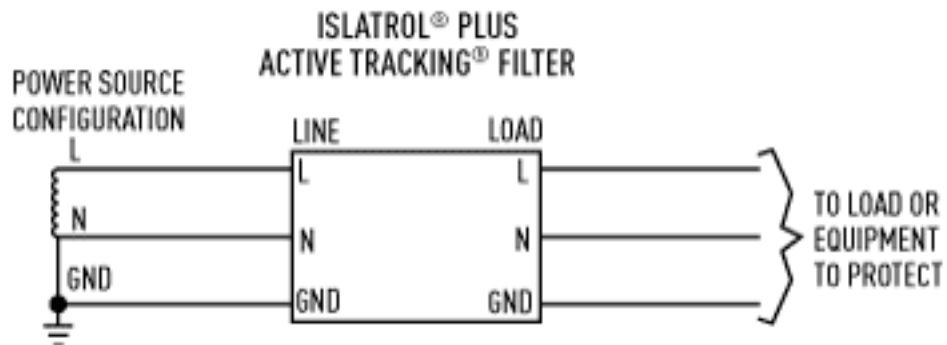 ISLATROL® PLUS
ACTIVE TRACKING® FILTER
POWER SOURCE
CONFIGURATION
L
N
GND
LINE
LOAD
L
N
GND
L
N
GND
TO LOAD OR
EQUIPMENT
TO PROTECT